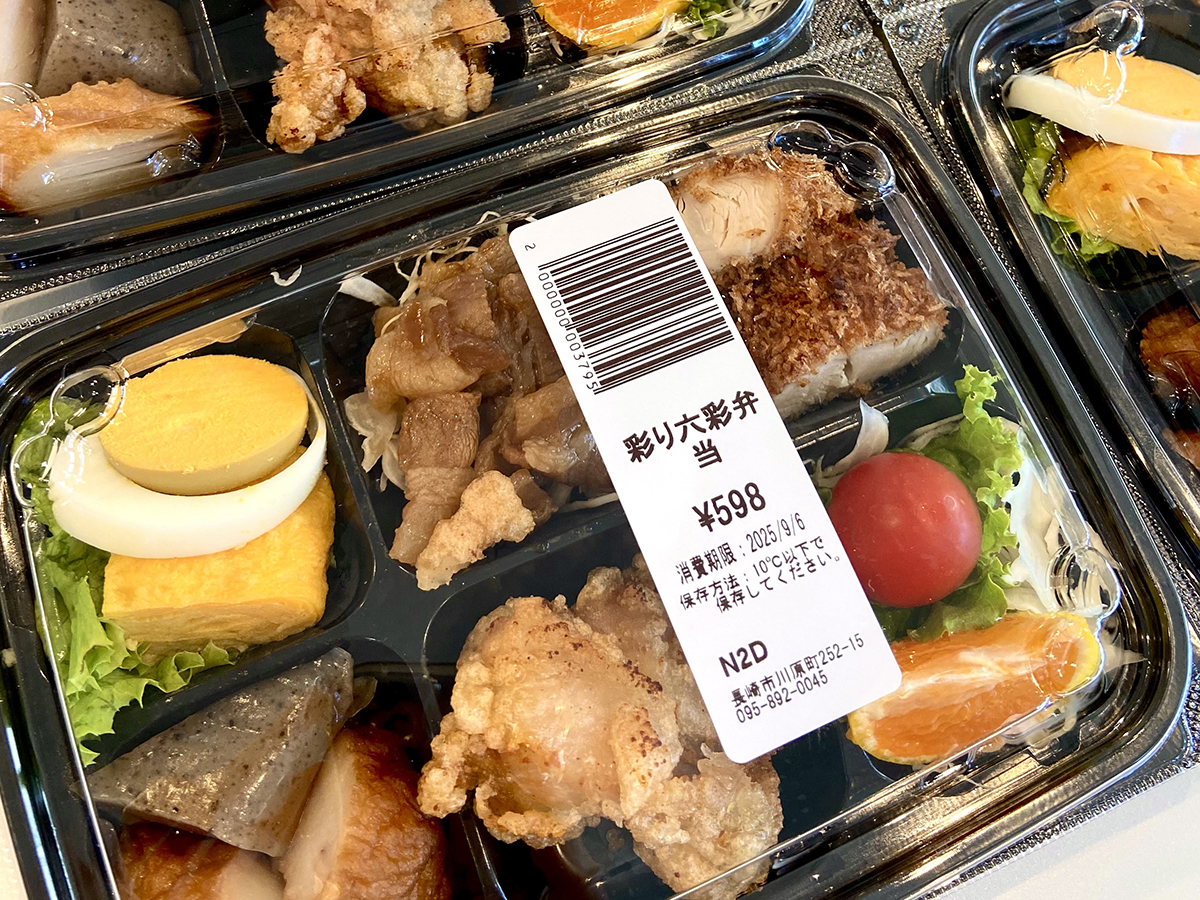 2 000000 003795
彩り六彩弁
当
¥598
消費期限：2025/9/6
保存方法：10℃以下で
保存してください。
N2D
長崎市川原町252-15
095-892-0045